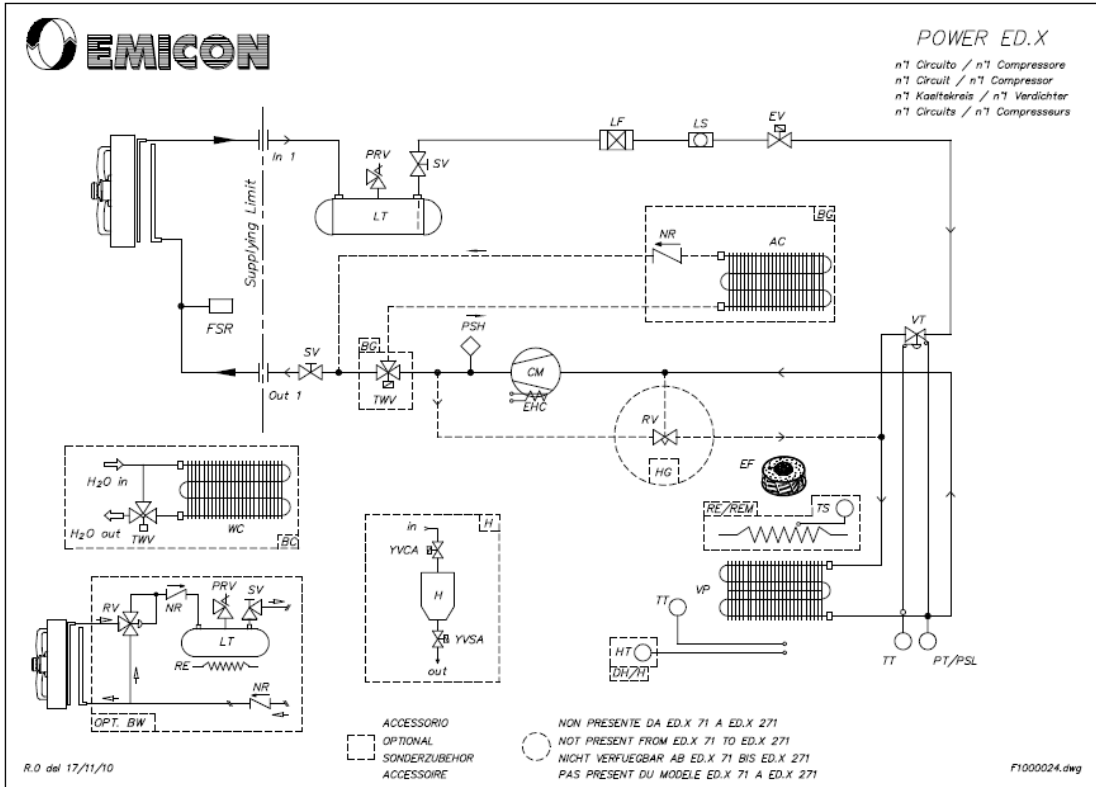 EMICON
POWER ED.X
n°1 Circuito / n°1 Compressore
n°1 Circuit / n°1 Compressor
n°1 Kaeltekreis / n°1 Verdichter
n°1 Circuits / n°1 Compresseurs
In 1
Supplying Limit
PRV
SV
LT
LF
LS
EV
BG
NR
AC
VT
FSR
SV
Out 1
BG
TWV
PSH
CM
EHC
RV
HG
EF
RE/REM
TS
VP
TT
HT
DH/H
TT
PT/PSL
H2O in
H2O out
TWV
WC
BC
in
H
YVCA
H
YVSA
out
RV
NR
PRV
SV
LT
RE
NR
OPT. BW
ACCESSORIO
OPTIONAL
SONDERZUBEHOR
ACCESSOIRE
NON PRESENTE DA ED.X 71 A ED.X 271
NOT PRESENT FROM ED.X 71 TO ED.X 271
NICHT VERFUEGBAR AB ED.X 71 BIS ED.X 271
PAS PRESENT DU MODELE ED.X 71 A ED.X 271
R.0 del 17/11/10
F1000024.dwg